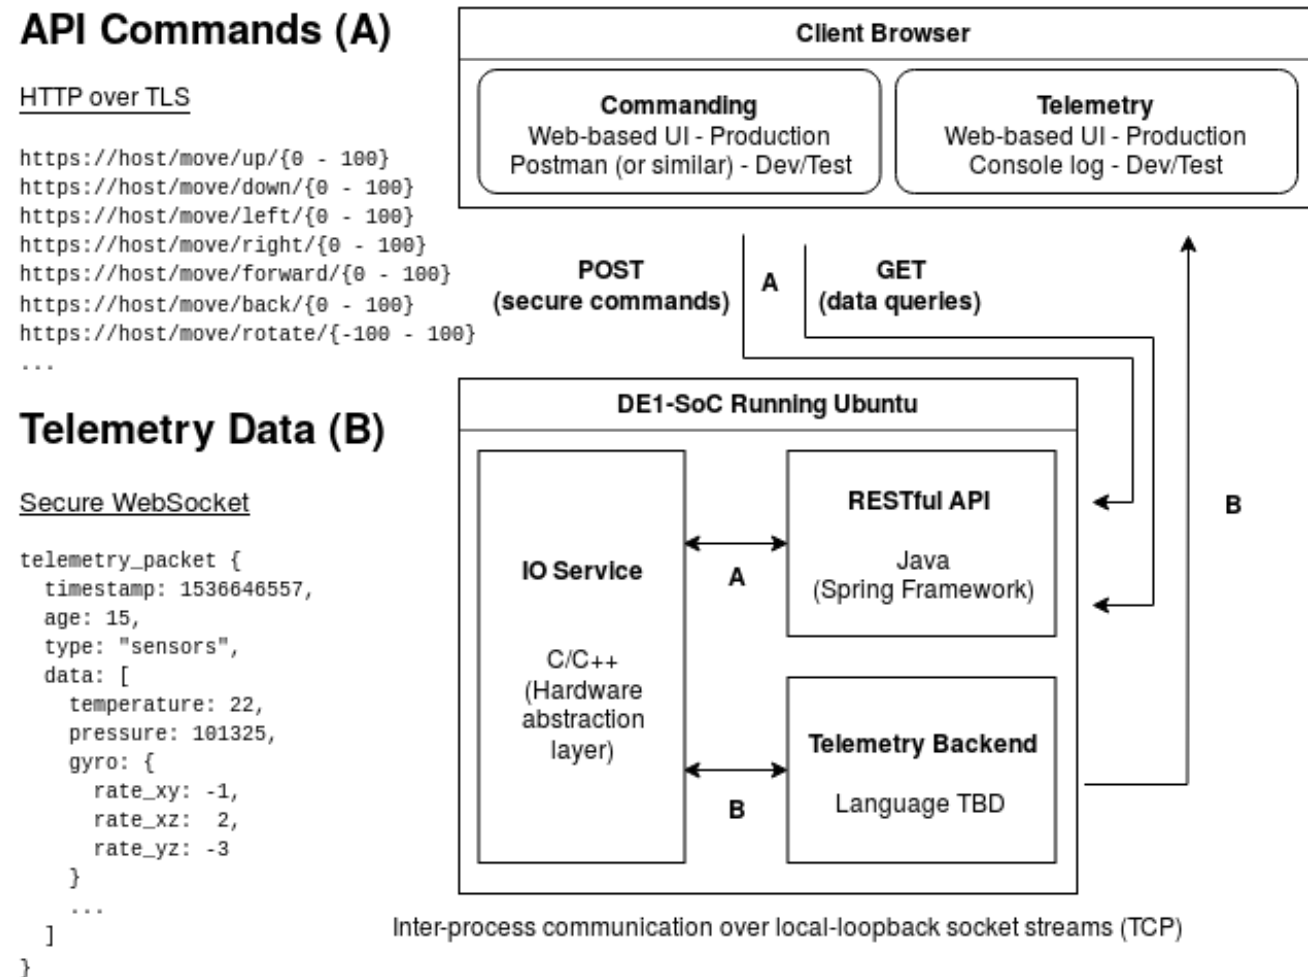 API Commands (A)
HTTP over TLS
https://host/move/up/{0 - 100}
https://host/move/down/{0 - 100}
https://host/move/left/{0 - 100}
https://host/move/right/{0 - 100}
https://host/move/forward/{0 - 100}
https://host/move/back/{0 - 100}
https://host/move/rotate/{-100 - 100}
...
Telemetry Data (B)
Secure WebSocket
telemetry_packet {
  timestamp: 1536646557,
  age: 15,
  type: "sensors",
  data: [
    temperature: 22,
    pressure: 101325,
    gyro: {
      rate_xy: -1,
      rate_xz:  2,
      rate_yz: -3
    }
    ...
  ]
}
Client Browser
Commanding
Web-based UI - Production
Postman (or similar) - Dev/Test
Telemetry
Web-based UI - Production
Console log - Dev/Test
POST
(secure commands)
A
GET
(data queries)
B
DE1-SoC Running Ubuntu
IO Service
C/C++
(Hardware
abstraction
layer)
A
B
RESTful API
Java
(Spring Framework)
Telemetry Backend
Language TBD
Inter-process communication over local-loopback socket streams (TCP)